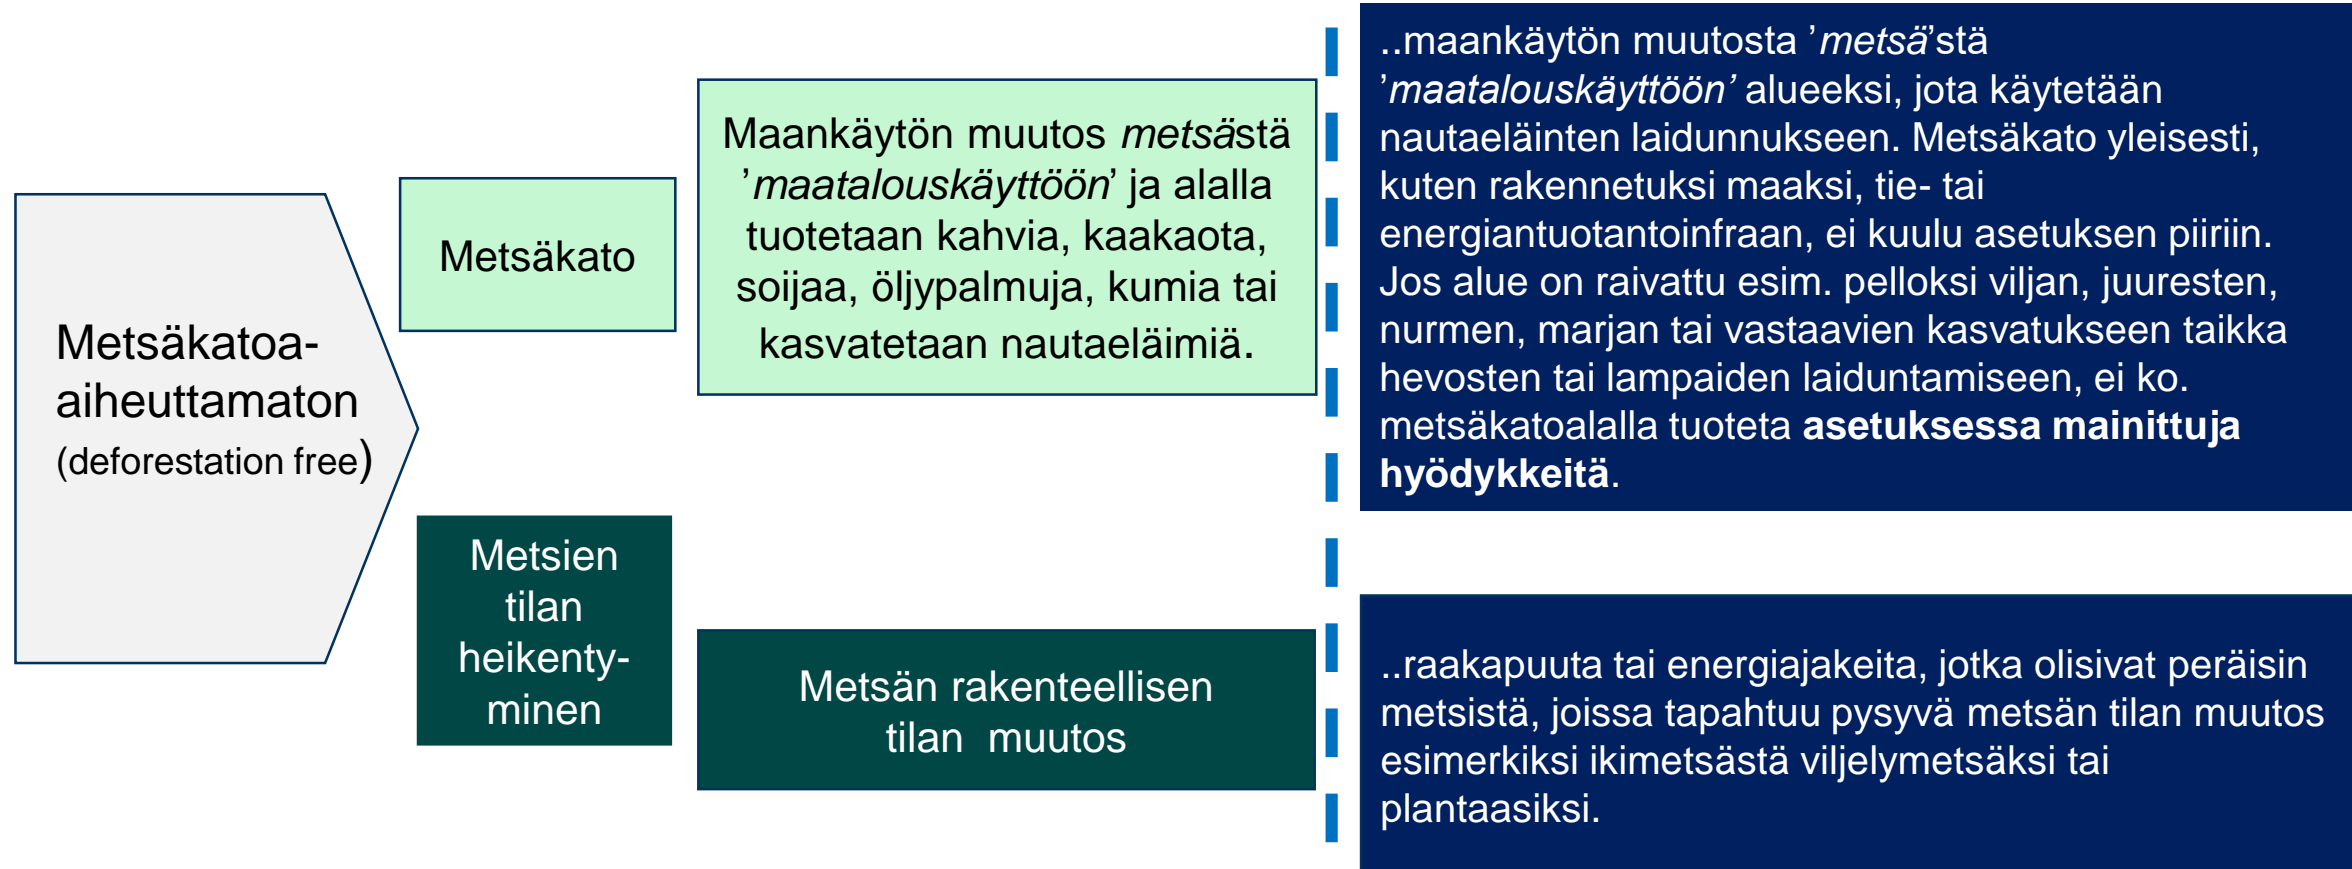 Metsäkatoa-
aiheuttamaton
(deforestation free)
Metsäkato
Maankäytön muutos metsästä
’maatalouskäyttöön’ ja alalla
tuotetaan kahvia, kaakaota,
soijaa, öljypalmuja, kumia tai
kasvatetaan nautaeläimiä.
..maankäytön muutosta ’metsä’stä
’maatalouskäyttöön’ alueeksi, jota käytetään
nautaeläinten laidunnukseen. Metsäkato yleisesti,
kuten rakennetuksi maaksi, tie- tai
energiantuotantoinfraan, ei kuulu asetuksen piiriin.
Jos alue on raivattu esim. pelloksi viljan, juuresten,
nurmen, marjan tai vastaavien kasvatukseen taikka
hevosten tai lampaiden laiduntamiseen, ei ko.
metsäkatoalalla tuoteta asetuksessa mainittuja
hyödykkeitä.
Metsien
tilan
heikenty-
minen
Metsän rakenteellisen
tilan muutos
..raakapuuta tai energiajakeita, jotka olisivat peräisin
metsistä, joissa tapahtuu pysyvä metsän tilan muutos
esimerkiksi ikimetsästä viljelymetsäksi tai
plantaasiksi.